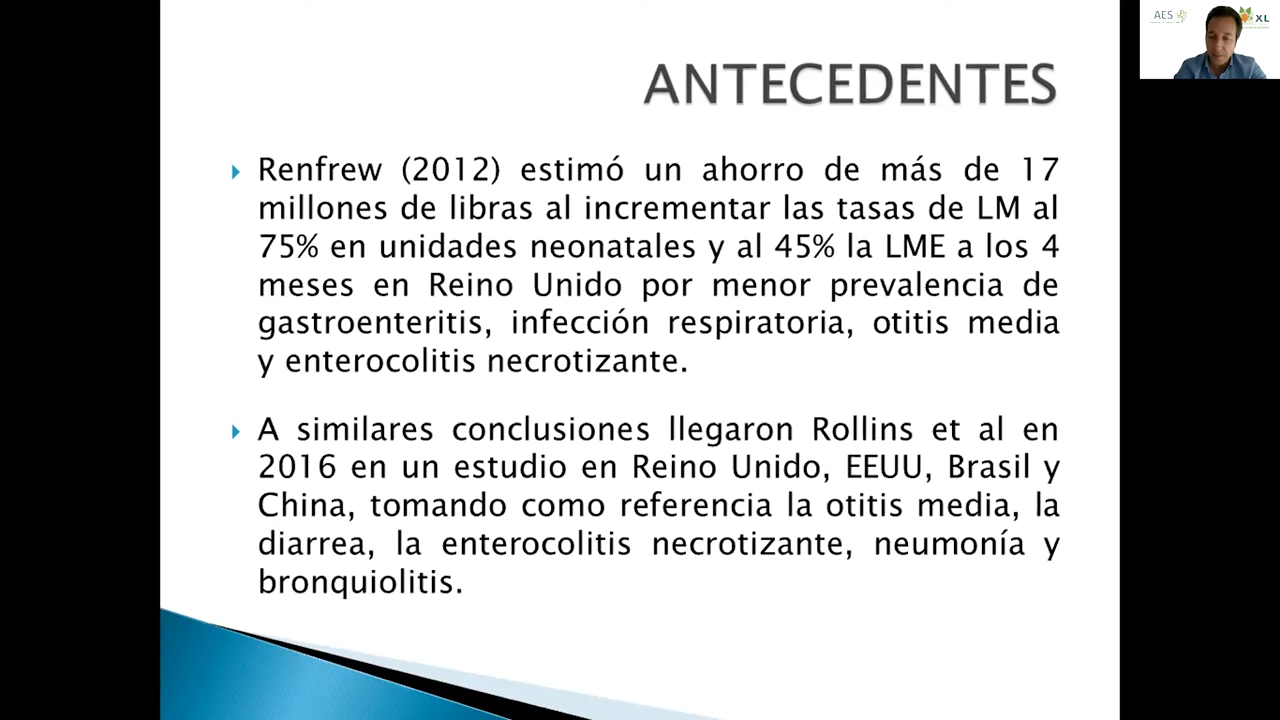 AES
XL
ANTECEDENTES
Renfrew (2012) estimó un ahorro de más de 17
millones de libras al incrementar las tasas de LM al
75% en unidades neonatales y al 45% la LME a los 4
meses en Reino Unido por menor prevalencia de
gastroenteritis, infección respiratoria, otitis media
y enterocolitis necrotizante.
A similares conclusiones llegaron Rollins et al en
2016 en un estudio en Reino Unido, EEUU, Brasil y
China, tomando como referencia la otitis media, la
diarrea, la enterocolitis necrotizante, neumonía y
bronquiolitis.